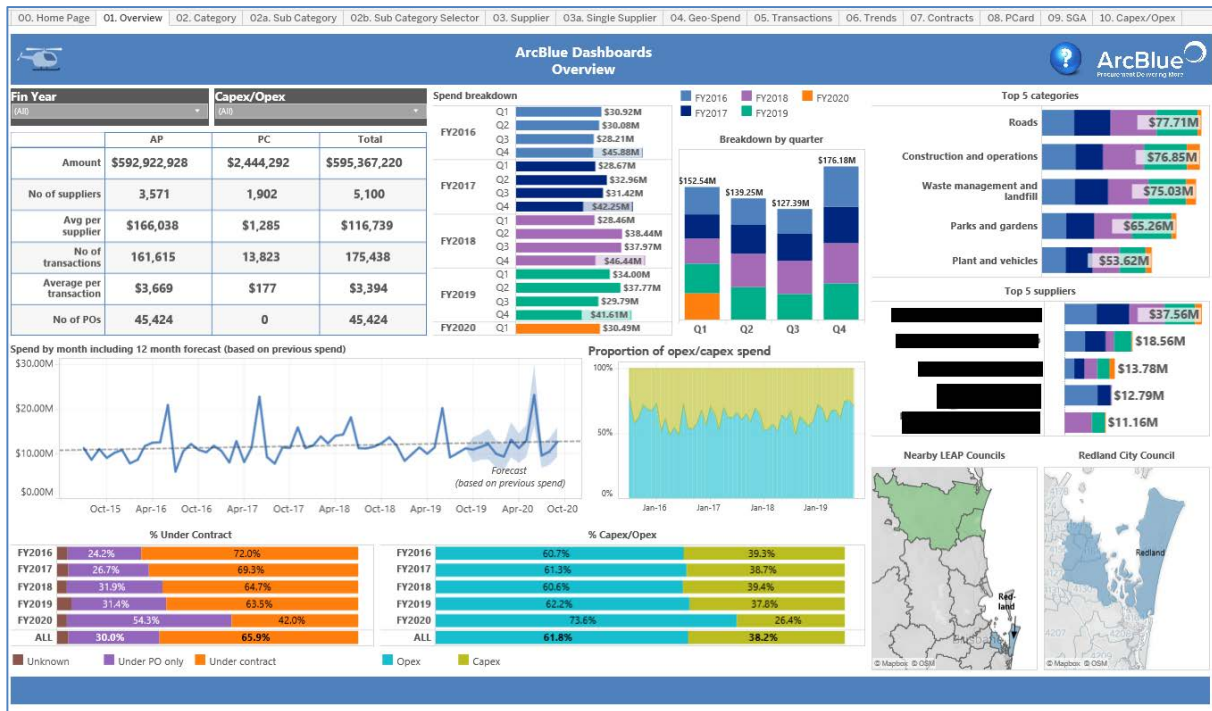 00. Home Page 01. Overview 02. Category 02a. Sub Category 02b. Sub Category Selector 03. Supplier 03a. Single Supplier 04. Geo-Spend 05. Transactions 06. Trends 07. Contracts 08. PCard 09. SGA 10. Capex/Opex
ArcBlue Dashboards
Overview
?
ArcBlue
Procurement Delivering More
Fin Year
(All)
Capex/Opex
(All)
AP PC Total
Amount $592,922,928 $2,444,292 $595,367,220
No of suppliers 3,571 1,902 5,100
Avg per supplier $166,038 $1,285 $116,739
No of transactions 161,615 13,823 175,438
Average per transaction $3,669 $177 $3,394
No of POs 45,424 0 45,424
Spend breakdown
FY2016
Q1 $30.92M
Q2 $30.08M
Q3 $28.21M
Q4 $45.88M
FY2017
Q1 $28.67M
Q2 $32.96M
Q3 $31.42M
Q4 $42.25M
FY2018
Q1 $28.46M
Q2 $38.44M
Q3 $37.97M
Q4 $46.44M
FY2019
Q1 $34.00M
Q2 $37.77M
Q3 $29.79M
Q4 $41.61M
FY2020 Q1 $30.49M
FY2016 FY2018 FY2020
FY2017 FY2019
Breakdown by quarter
$152.54M $139.25M $127.39M $176.18M
Q1 Q2 Q3 Q4
Top 5 categories
Roads $77.71M
Construction and operations $76.85M
Waste management and landfill $75.03M
Parks and gardens $65.26M
Plant and vehicles $53.62M
Top 5 suppliers
$37.56M
$18.56M
$13.78M
$12.79M
$11.16M
Spend by month including 12 month forecast (based on previous spend)
$30.00M
$20.00M
$10.00M
$0.00M
Forecast
(based on previous spend)
Oct-15 Apr-16 Oct-16 Apr-17 Oct-17 Apr-18 Oct-18 Apr-19 Oct-19 Apr-20 Oct-20
Proportion of opex/capex spend
100%
50%
0%
Jan-16 Jan-17 Jan-18 Jan-19
Nearby LEAP Councils
Red-
land
© Mapbox © OSM
Redland City Council
Redland
4207
© Mapbox © OSM
% Under Contract
FY2016 24.2% 72.0%
FY2017 26.7% 69.3%
FY2018 31.9% 64.7%
FY2019 31.4% 63.5%
FY2020 54.3% 42.0%
ALL 30.0% 65.9%
Unknown Under PO only Under contract
% Capex/Opex
FY2016 60.7% 39.3%
FY2017 61.3% 38.7%
FY2018 60.6% 39.4%
FY2019 62.2% 37.8%
FY2020 73.6% 26.4%
ALL 61.8% 38.2%
Opex Capex